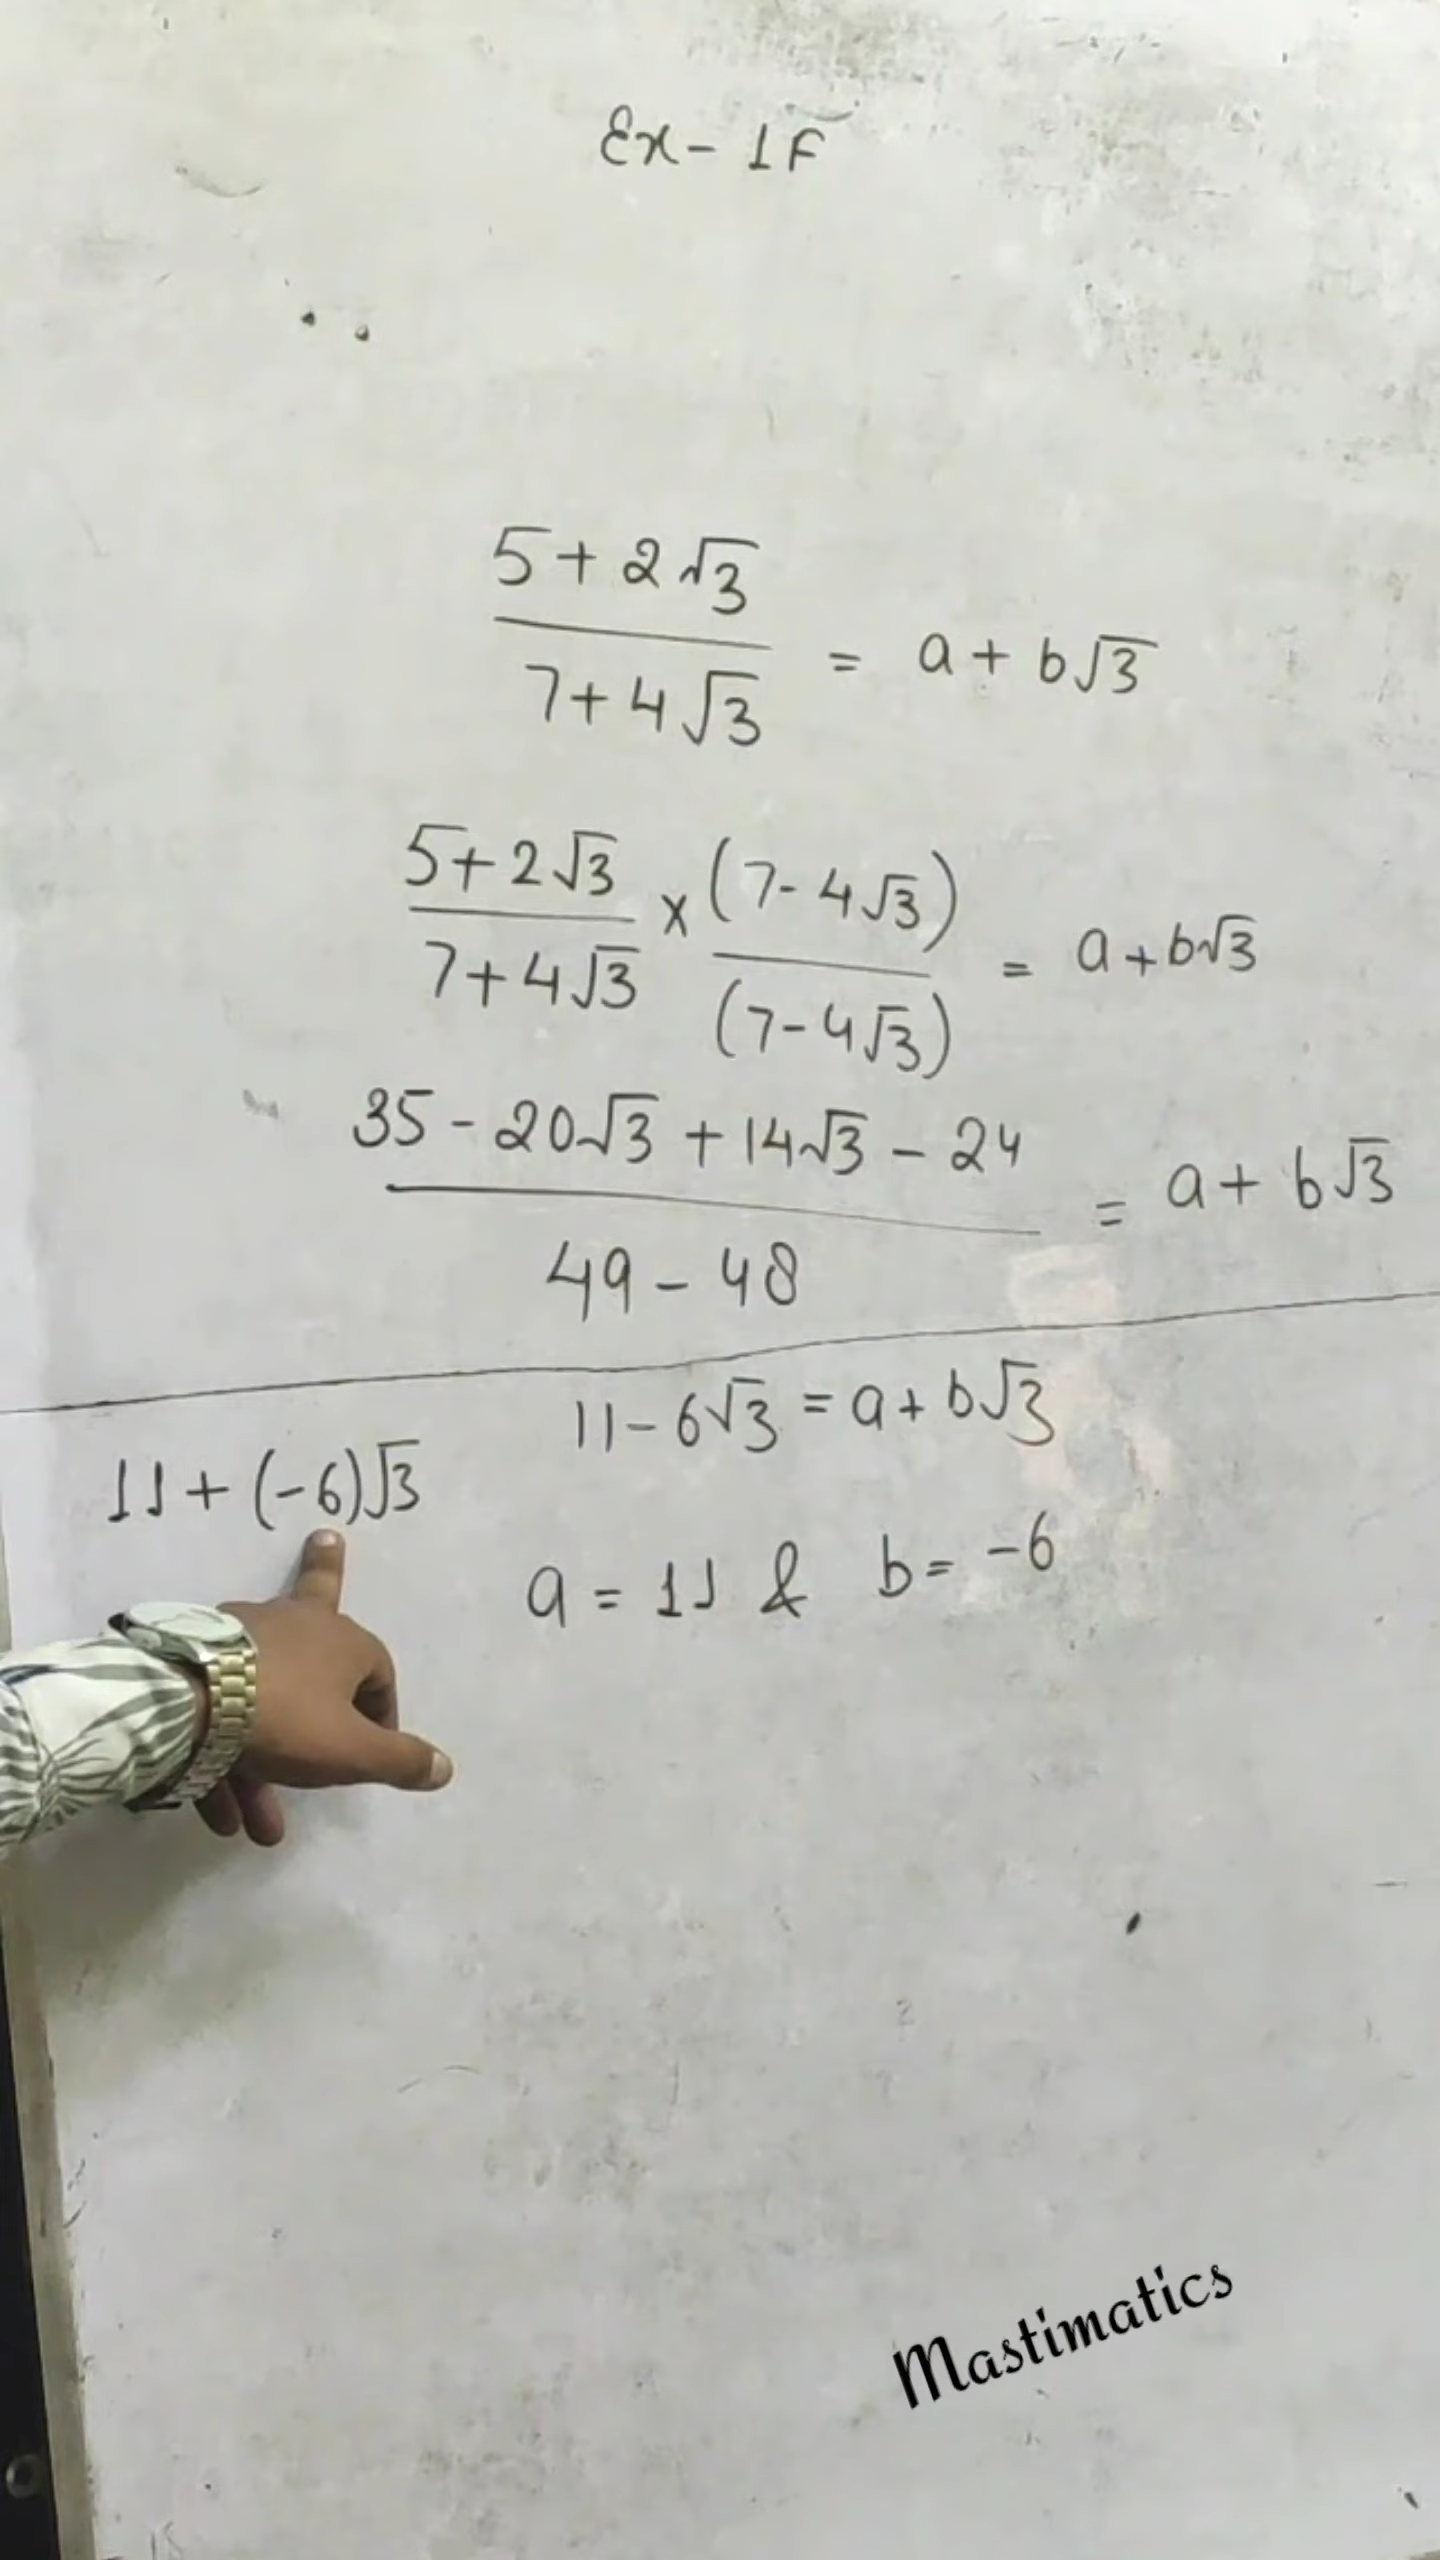 Ex - 1F
5 + 2√3
7 + 4√3
= a + b√3
5 + 2√3
7 + 4√3
× (7 - 4√3)
(7 - 4√3)
= a + b√3
35 - 20√3 + 14√3 - 24
49 - 48
= a + b√3
11 - 6√3 = a + b√3
11 + (-6)√3
a = 11 & b = -6
Mastimatics